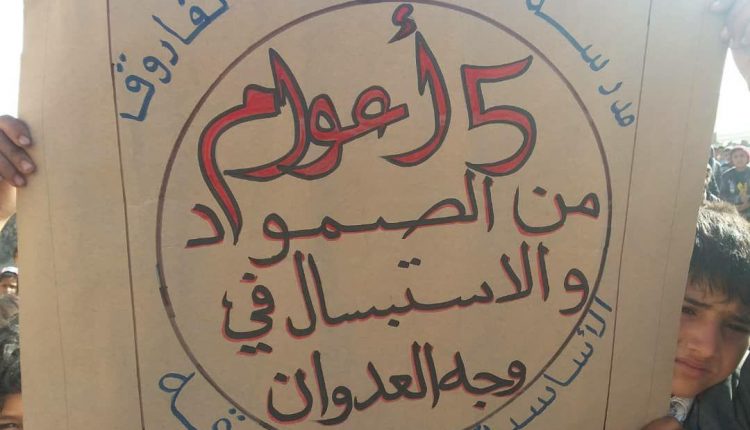 مدرسة
الفاروق
5 أعوام
من الصمود
والاستبسال في
وجه العدوان
الأساسية